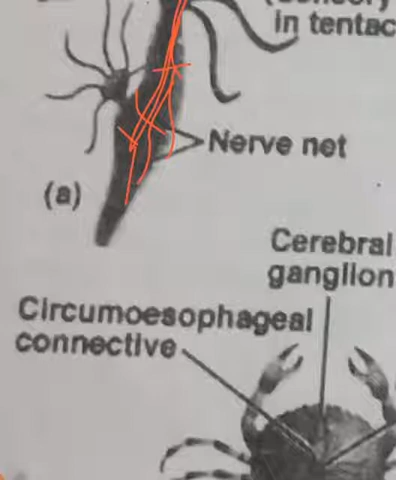 in tentac
Nerve net
(a)
Cerebral
ganglion
Circumoesophageal
connective